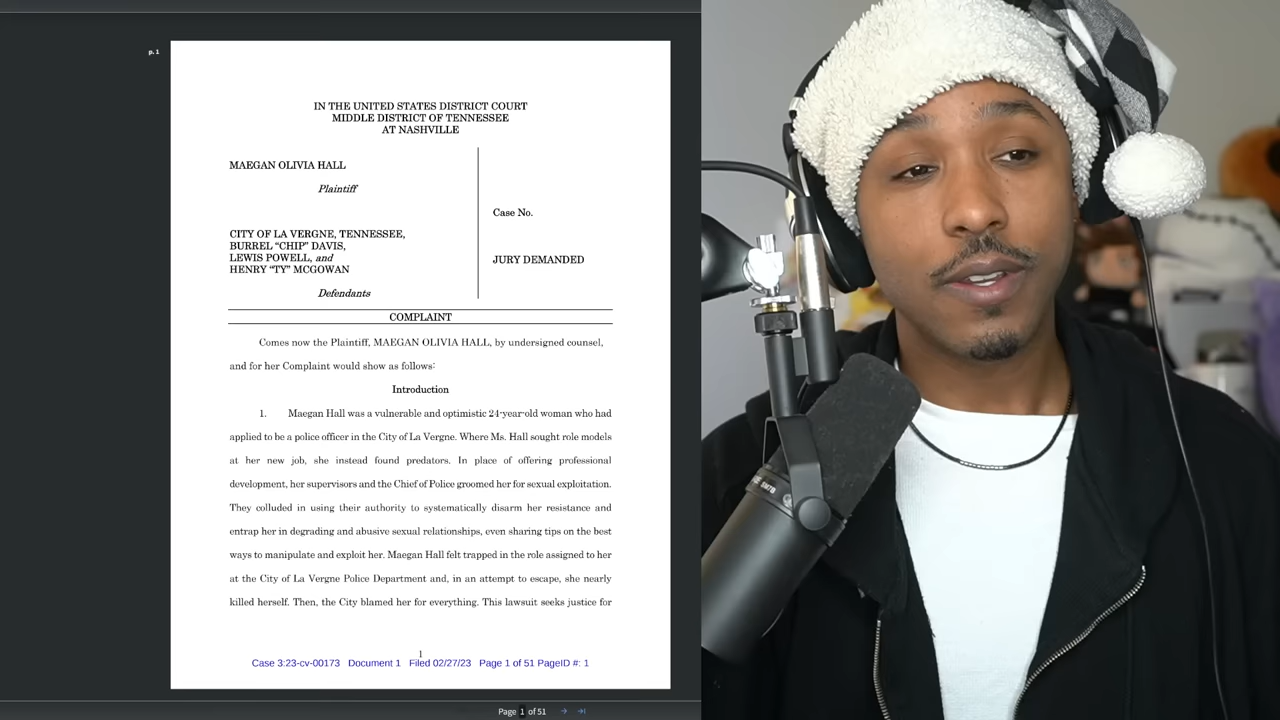 p. 1
IN THE UNITED STATES DISTRICT COURT
MIDDLE DISTRICT OF TENNESSEE
AT NASHVILLE
MAEGAN OLIVIA HALL
Plaintiff
CITY OF LA VERGNE, TENNESSEE,
BURREL “CHIP” DAVIS,
LEWIS POWELL, and
HENRY “TY” MCGOWAN
Defendants
Case No.
JURY DEMANDED
COMPLAINT
Comes now the Plaintiff, MAEGAN OLIVIA HALL, by undersigned counsel,
and for her Complaint would show as follows:
Introduction
1. Maegan Hall was a vulnerable and optimistic 24-year-old woman who had
applied to be a police officer in the City of La Vergne. Where Ms. Hall sought role models
at her new job, she instead found predators. In place of offering professional
development, her supervisors and the Chief of Police groomed her for sexual exploitation.
They colluded in using their authority to systematically disarm her resistance and
entrap her in degrading and abusive sexual relationships, even sharing tips on the best
ways to manipulate and exploit her. Maegan Hall felt trapped in the role assigned to her
at the City of La Vergne Police Department and, in an attempt to escape, she nearly
killed herself. Then, the City blamed her for everything. This lawsuit seeks justice for
1
Case 3:23-cv-00173 Document 1 Filed 02/27/23 Page 1 of 51 PageID #: 1
Page 1 of 51